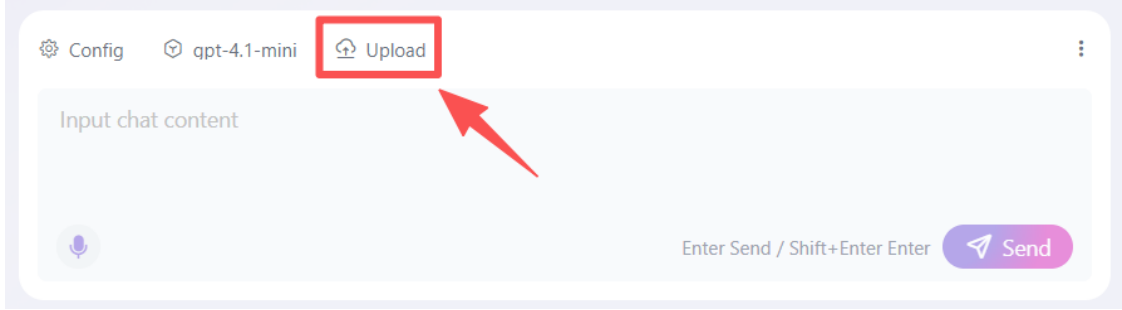 Config gpt-4.1-mini Upload
Input chat content
Enter Send / Shift+Enter Enter Send